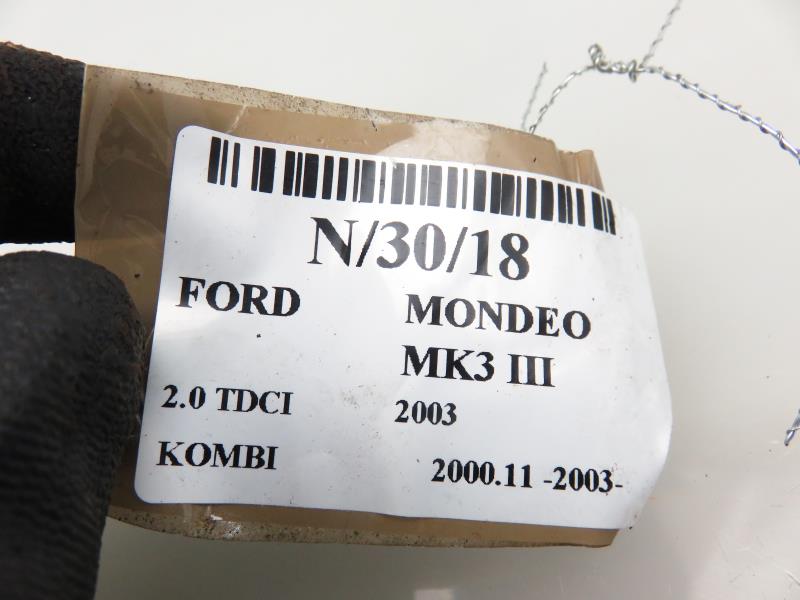 N/30/18
FORD MONDEO
MK3 III
2.0 TDCI 2003
KOMBI 2000.11 -2003-